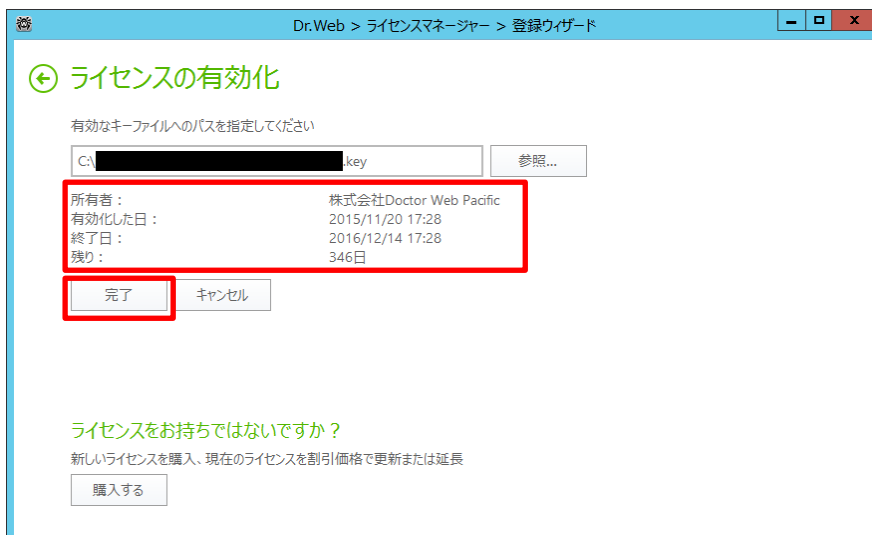 Dr.Web > ライセンスマネージャー > 登録ウィザード
ライセンスの有効化
有効なキーファイルへのパスを指定してください
C:\ .key 参照...
所有者： 株式会社Doctor Web Pacific
有効化した日： 2015/11/20 17:28
終了日： 2016/12/14 17:28
残り： 346日
完了 キャンセル
ライセンスをお持ちではないですか？
新しいライセンスを購入、現在のライセンスを割引価格で更新または延長
購入する